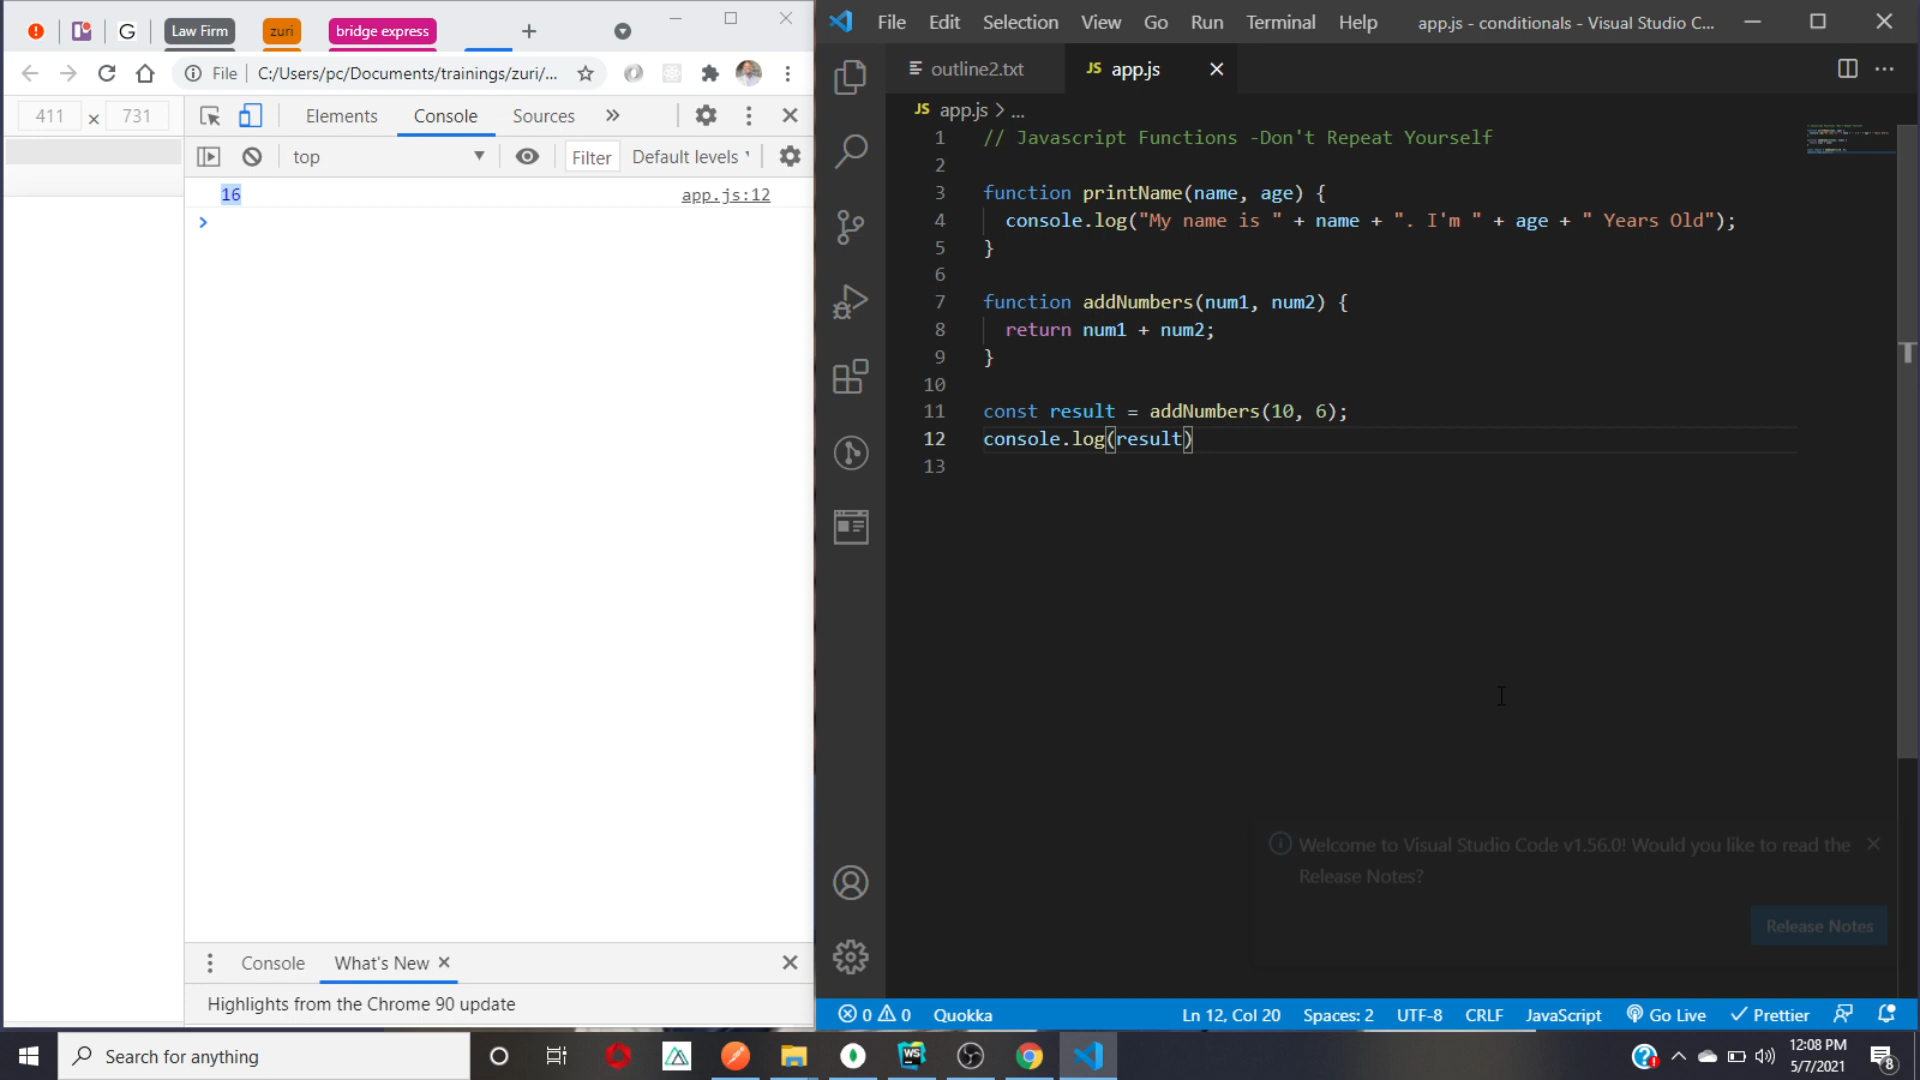 G
Law Firm
zuri
bridge express
File
C:/Users/pc/Documents/trainings/zuri/...
411
×
731
Elements
Console
Sources
»
top
Filter
Default levels
16
app.js:12
>
Console
What's New
Highlights from the Chrome 90 update
File
Edit
Selection
View
Go
Run
Terminal
Help
app.js - conditionals - Visual Studio C...
outline2.txt
JS app.js
JS app.js > ...
1 // Javascript Functions -Don't Repeat Yourself
2
3 function printName(name, age) {
4 console.log("My name is " + name + ". I'm " + age + " Years Old");
5 }
6
7 function addNumbers(num1, num2) {
8 return num1 + num2;
9 }
10
11 const result = addNumbers(10, 6);
12 console.log(result)
13
T
Welcome to Visual Studio Code v1.56.0! Would you like to read the
Release Notes?
Release Notes
0
0
Quokka
Ln 12, Col 20
Spaces: 2
UTF-8
CRLF
JavaScript
Go Live
Prettier
Search for anything
WS
12:08 PM
5/7/2021
8